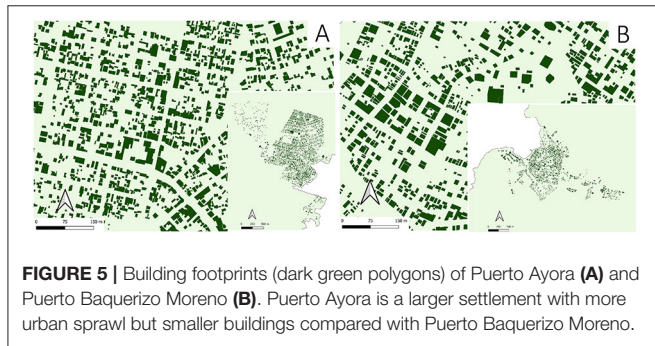 A
B
0 75 150 m
0 75 150 m
FIGURE 5 | Building footprints (dark green polygons) of Puerto Ayora (A) and
Puerto Baquerizo Moreno (B). Puerto Ayora is a larger settlement with more
urban sprawl but smaller buildings compared with Puerto Baquerizo Moreno.